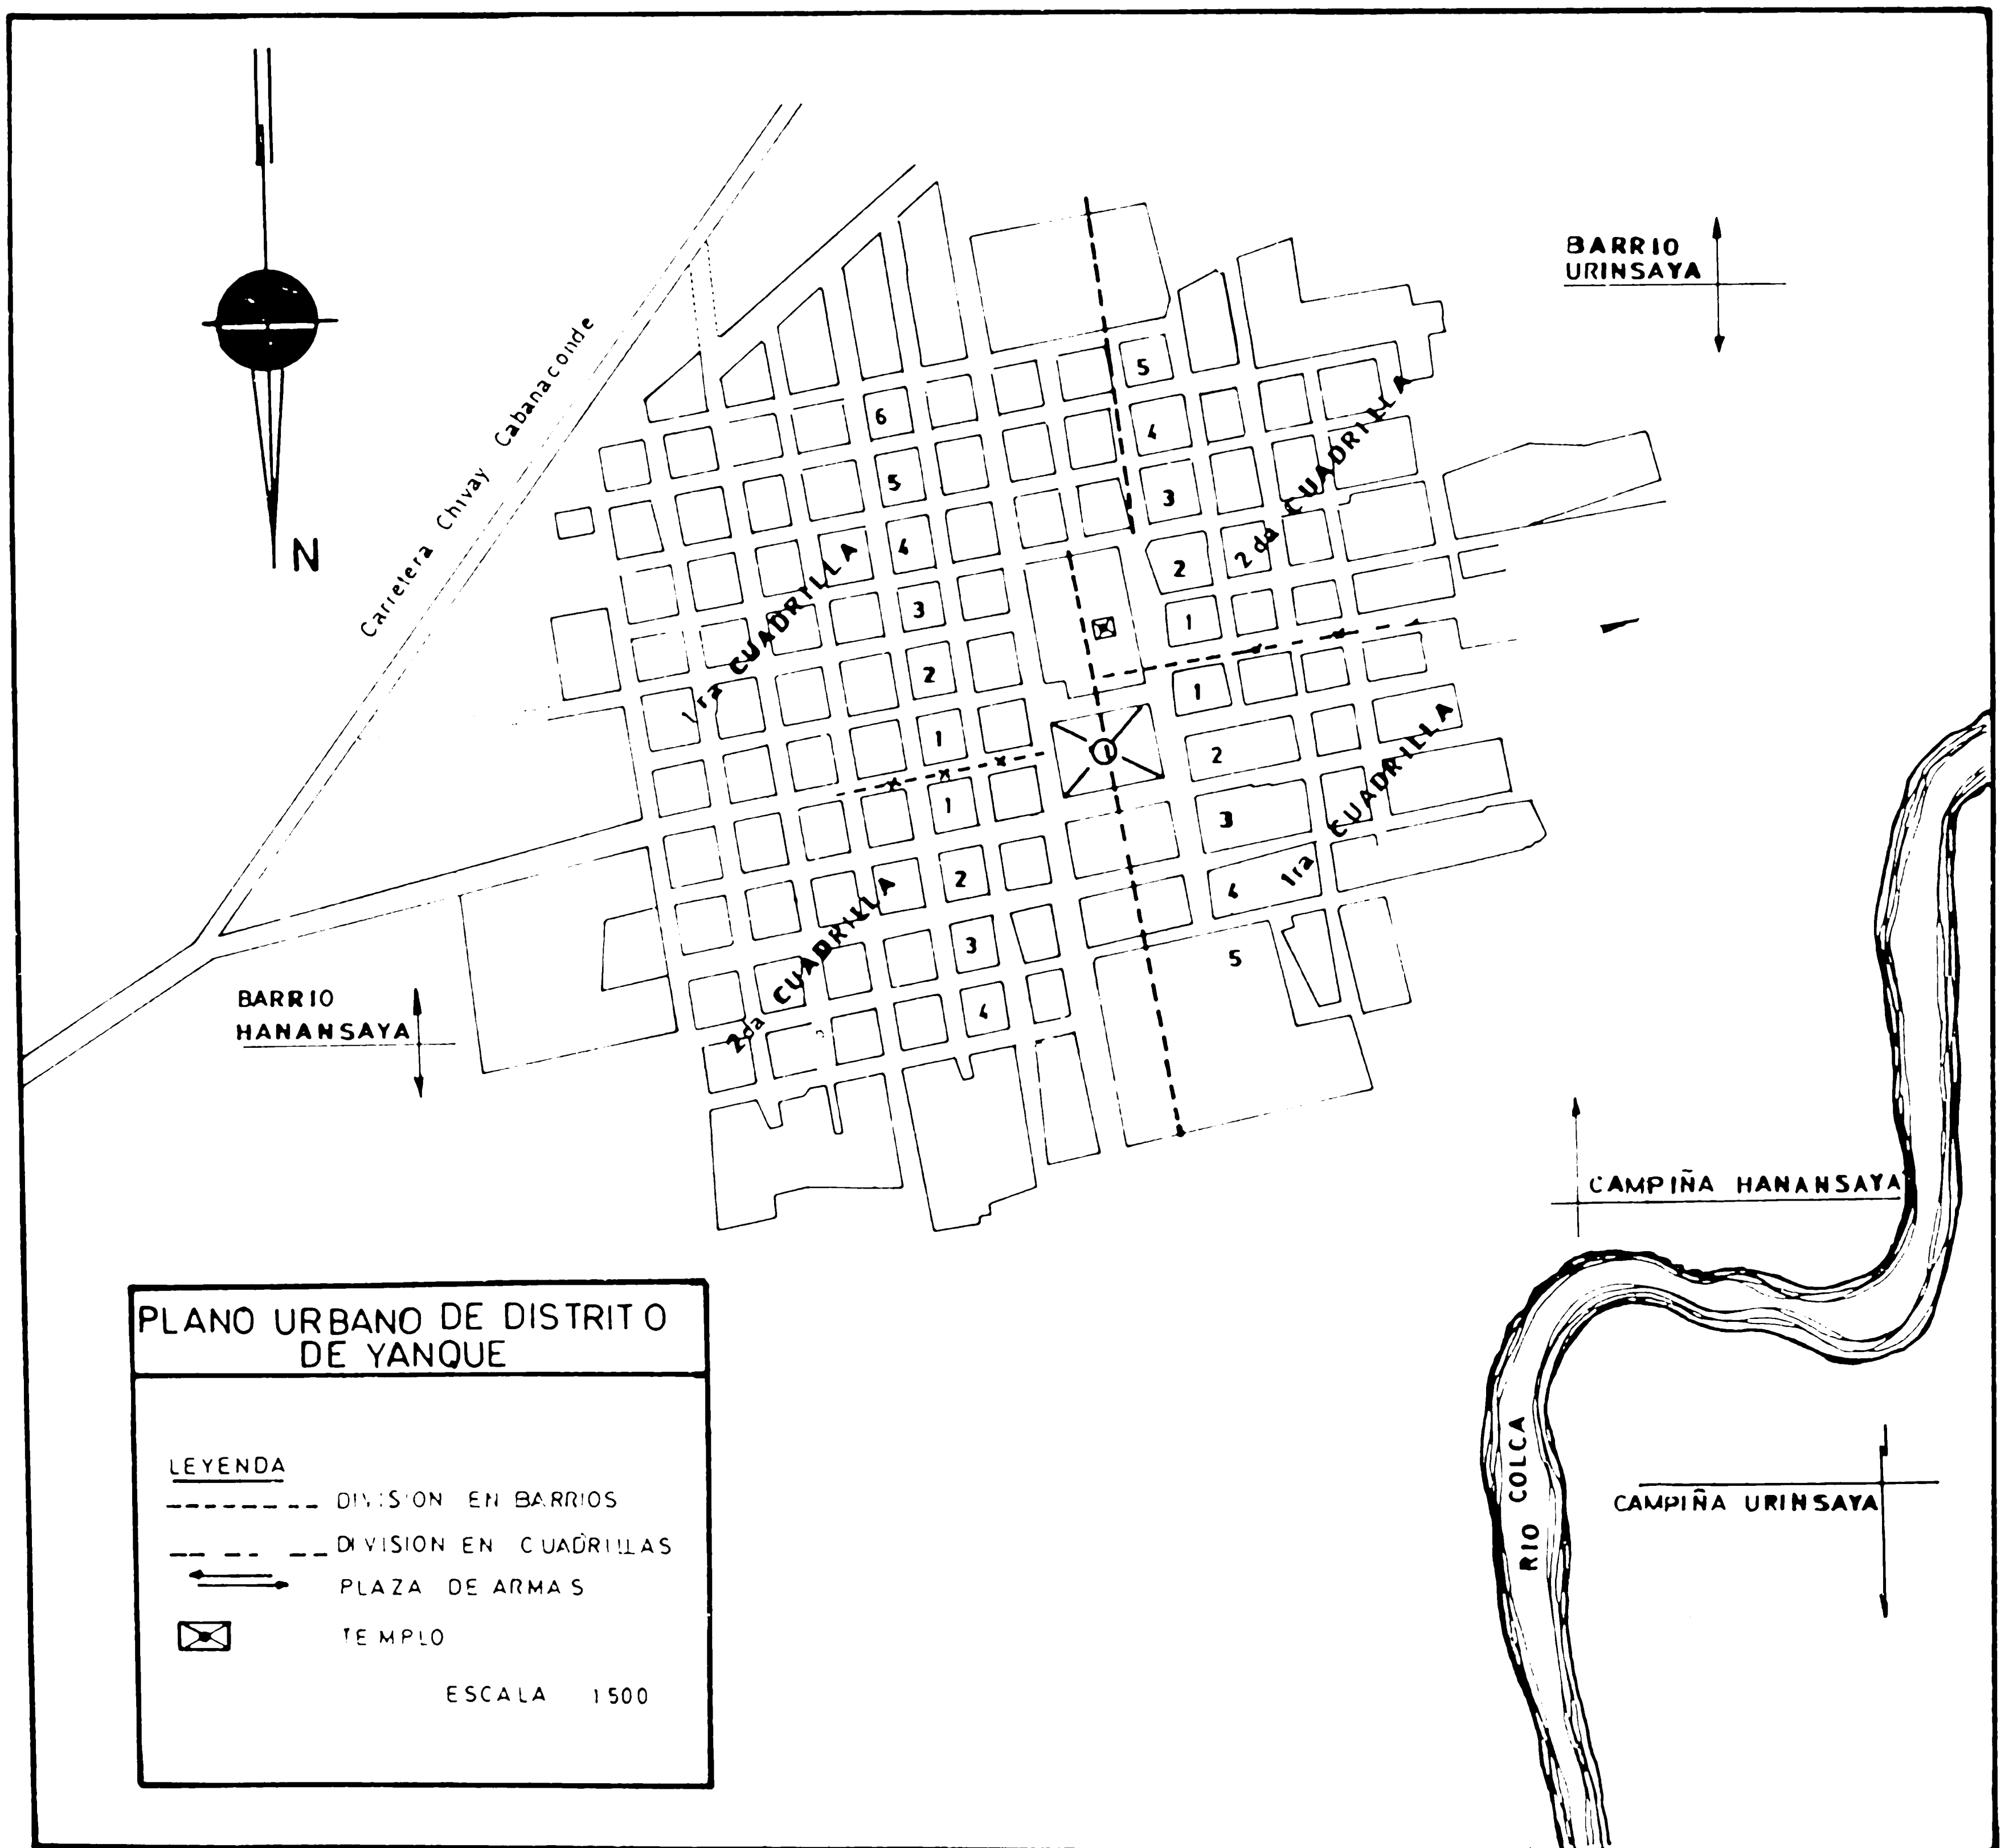 N
Carretera Chivay Cabanaconde
BARRIO
URINSAYA
5
4
3
2
1
2da CUADRILLA
6
5
4
3
2
1
1ra CUADRILLA
1
2
3
4
5
1ra CUADRILLA
1
2
3
4
2da CUADRILLA
BARRIO
HANANSAYA
CAMPIÑA HANANSAYA
RIO COLCA
CAMPIÑA URINSAYA
PLANO URBANO DE DISTRITO
DE YANQUE
LEYENDA
DIVISION EN BARRIOS
DIVISION EN CUADRILLAS
PLAZA DE ARMAS
TEMPLO
ESCALA 1500